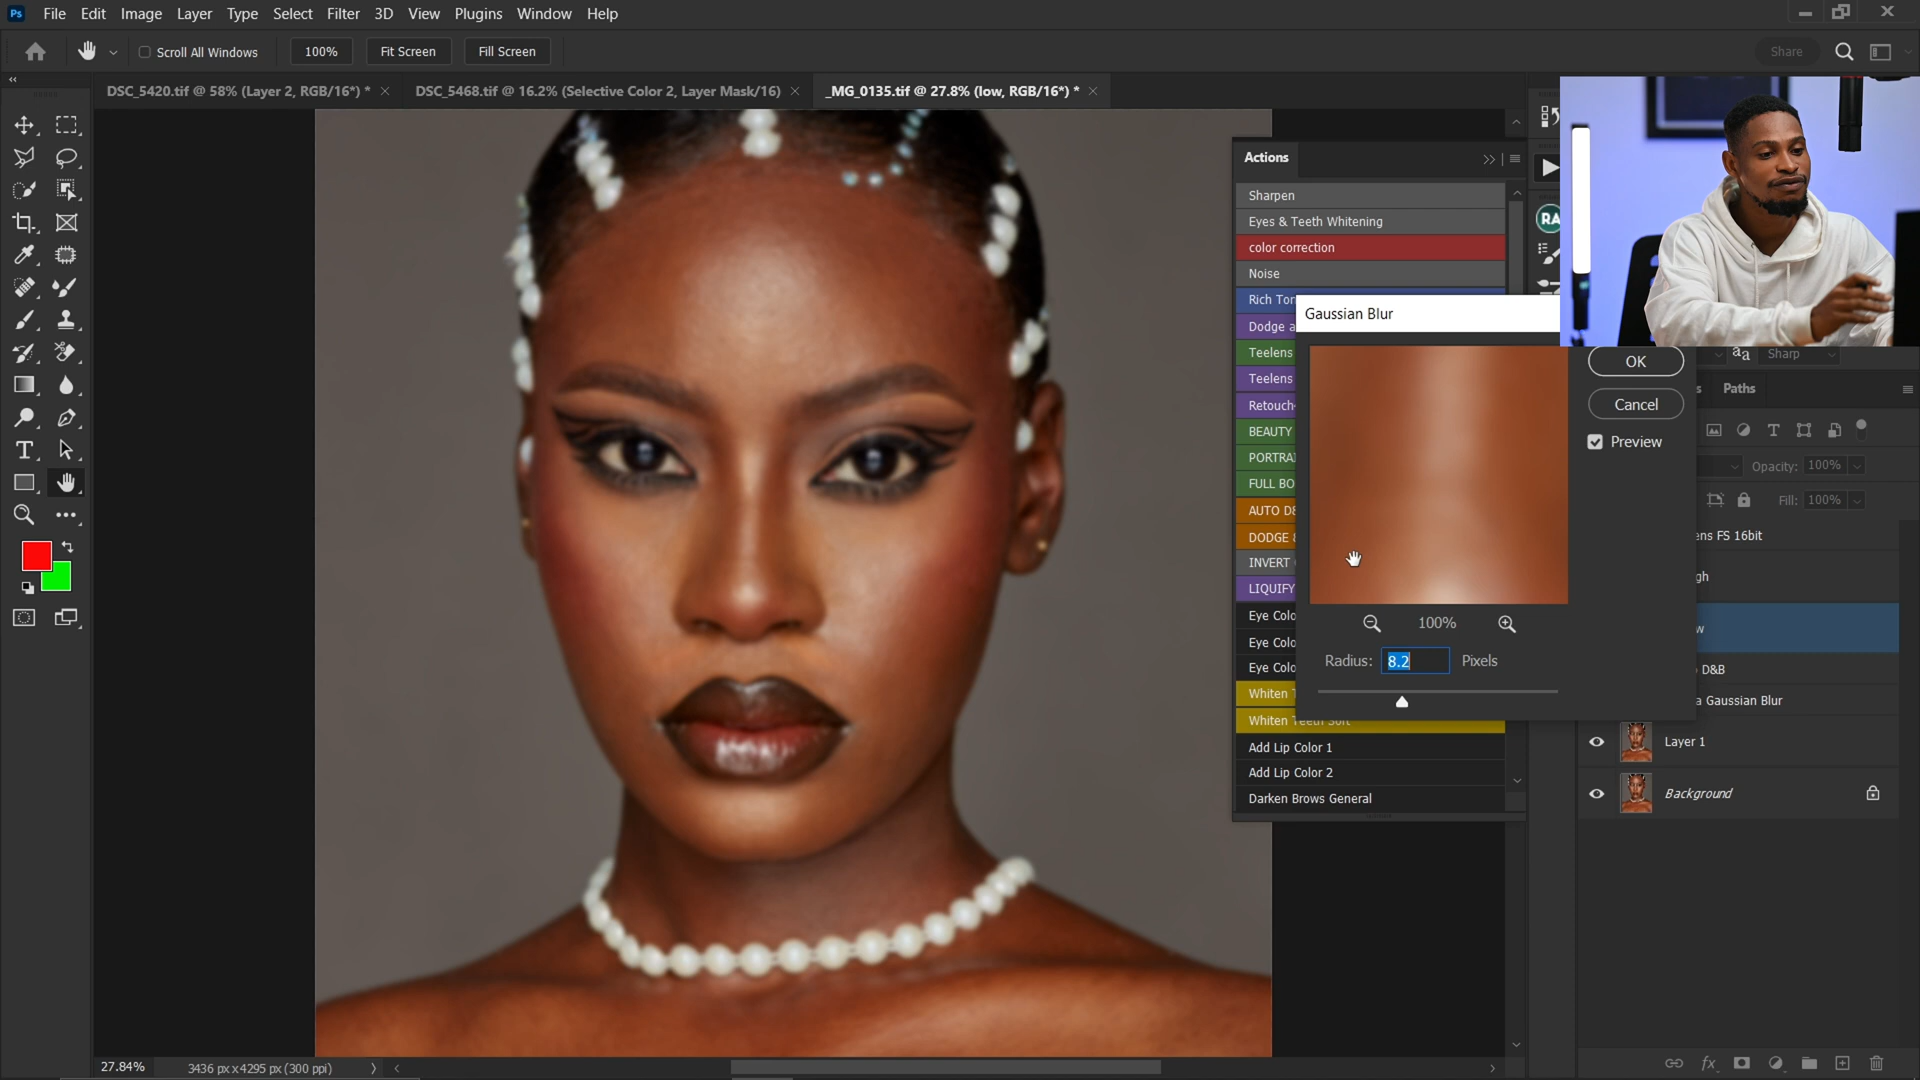 Ps File Edit Image Layer Type Select Filter 3D View Plugins Window Help
Scroll All Windows 100% Fit Screen Fill Screen Share
DSC_5420.tif @ 58% (Layer 2, RGB/16*) * DSC_5468.tif @ 16.2% (Selective Color 2, Layer Mask/16) _MG_0135.tif @ 27.8% (low, RGB/16*) *
Actions
Sharpen
Eyes & Teeth Whitening
color correction
Noise
Rich Ton
Dodge a
Teelens
Teelens
Retouch-
BEAUTY
PORTRAI
FULL BO
AUTO D&
DODGE &
INVERT
LIQUIFY
Eye Colo
Eye Colo
Eye Colo
Whiten T
Whiten Teeth Soft
Add Lip Color 1
Add Lip Color 2
Darken Brows General
RA
Gaussian Blur
OK
Cancel
Preview
100%
Radius: 8.2 Pixels
aa Sharp
s Paths
Opacity: 100%
Fill: 100%
ens FS 16bit
gh
w
D&B
a Gaussian Blur
Layer 1
Background
fx
T
27.84% 3436 px x 4295 px (300 ppi)